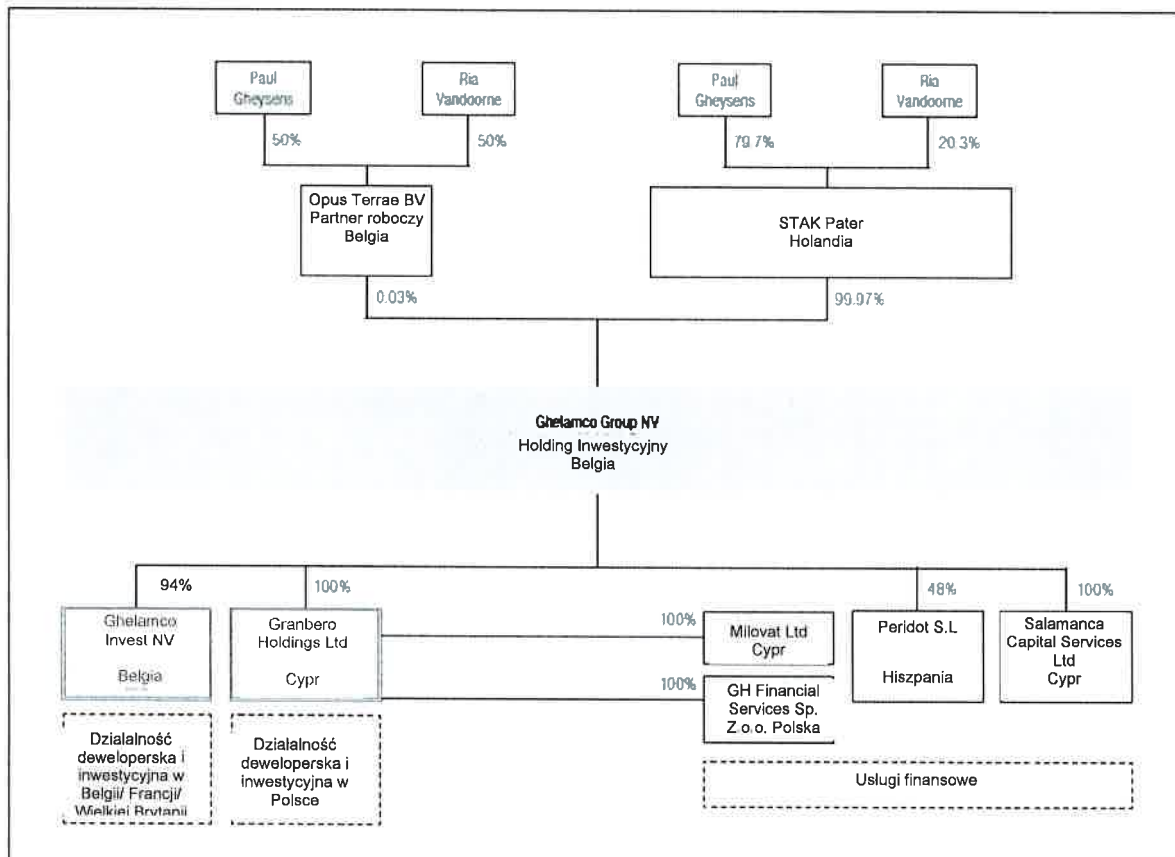 Paul
Gheysens
Ria
Vandoorne
Paul
Gheysens
Ria
Vandoorne
50%
50%
79.7%
20.3%
Opus Terrae BV
Partner roboczy
Belgia
STAK Pater
Holandia
0.03%
99.97%
Ghelamco Group NV
Holding Inwestycyjny
Belgia
94%
100%
100%
48%
100%
Ghelamco
Invest NV
Belgia
Granbero
Holdings Ltd
Cypr
Milovat Ltd
Cypr
Peridot S.L
Hiszpania
Salamanca
Capital Services
Ltd
Cypr
100%
GH Financial
Services Sp.
Z.o.o. Polska
Dzialalność
deweloperska i
inwestycyjna w
Belgii/ Francji/
Wielkiej Brytanii
Dzialalność
deweloperska i
inwestycyjna w
Polsce
Usługi finansowe